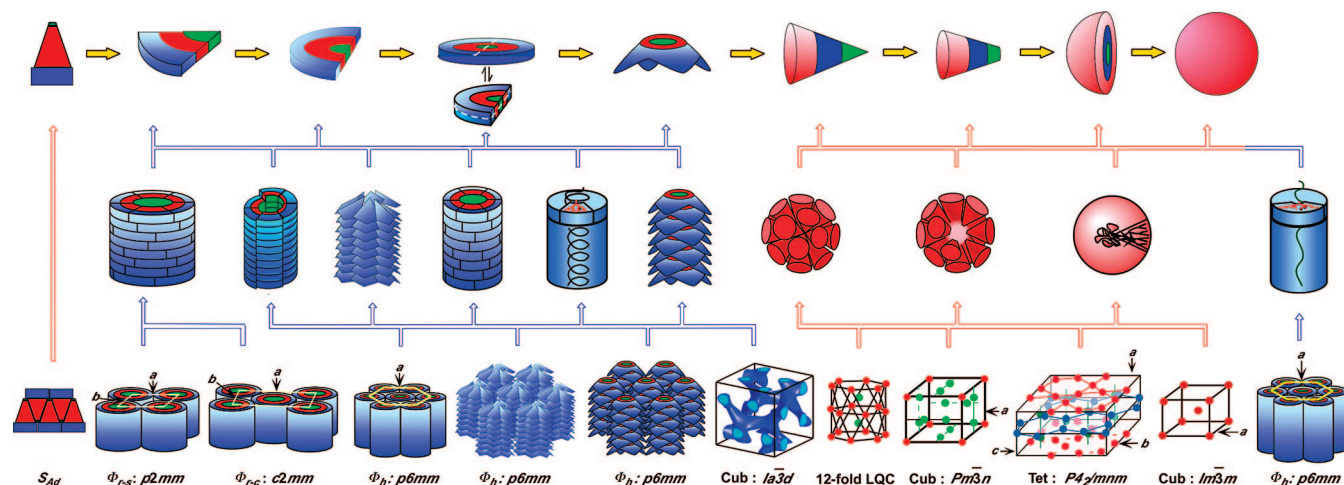 a
a
a
a
b
b
a
a
a
c
b
S_Ad
Φ_r-s: p2mm
Φ_r-c: c2mm
Φ_h: p6mm
Φ_h: p6mm
Φ_h: p6mm
Cub : Ia3̄d
12-fold LQC
Cub : Pm3̄n
Tet : P4₂/mnm
Cub : Im3̄m
Φ_h: p6mm